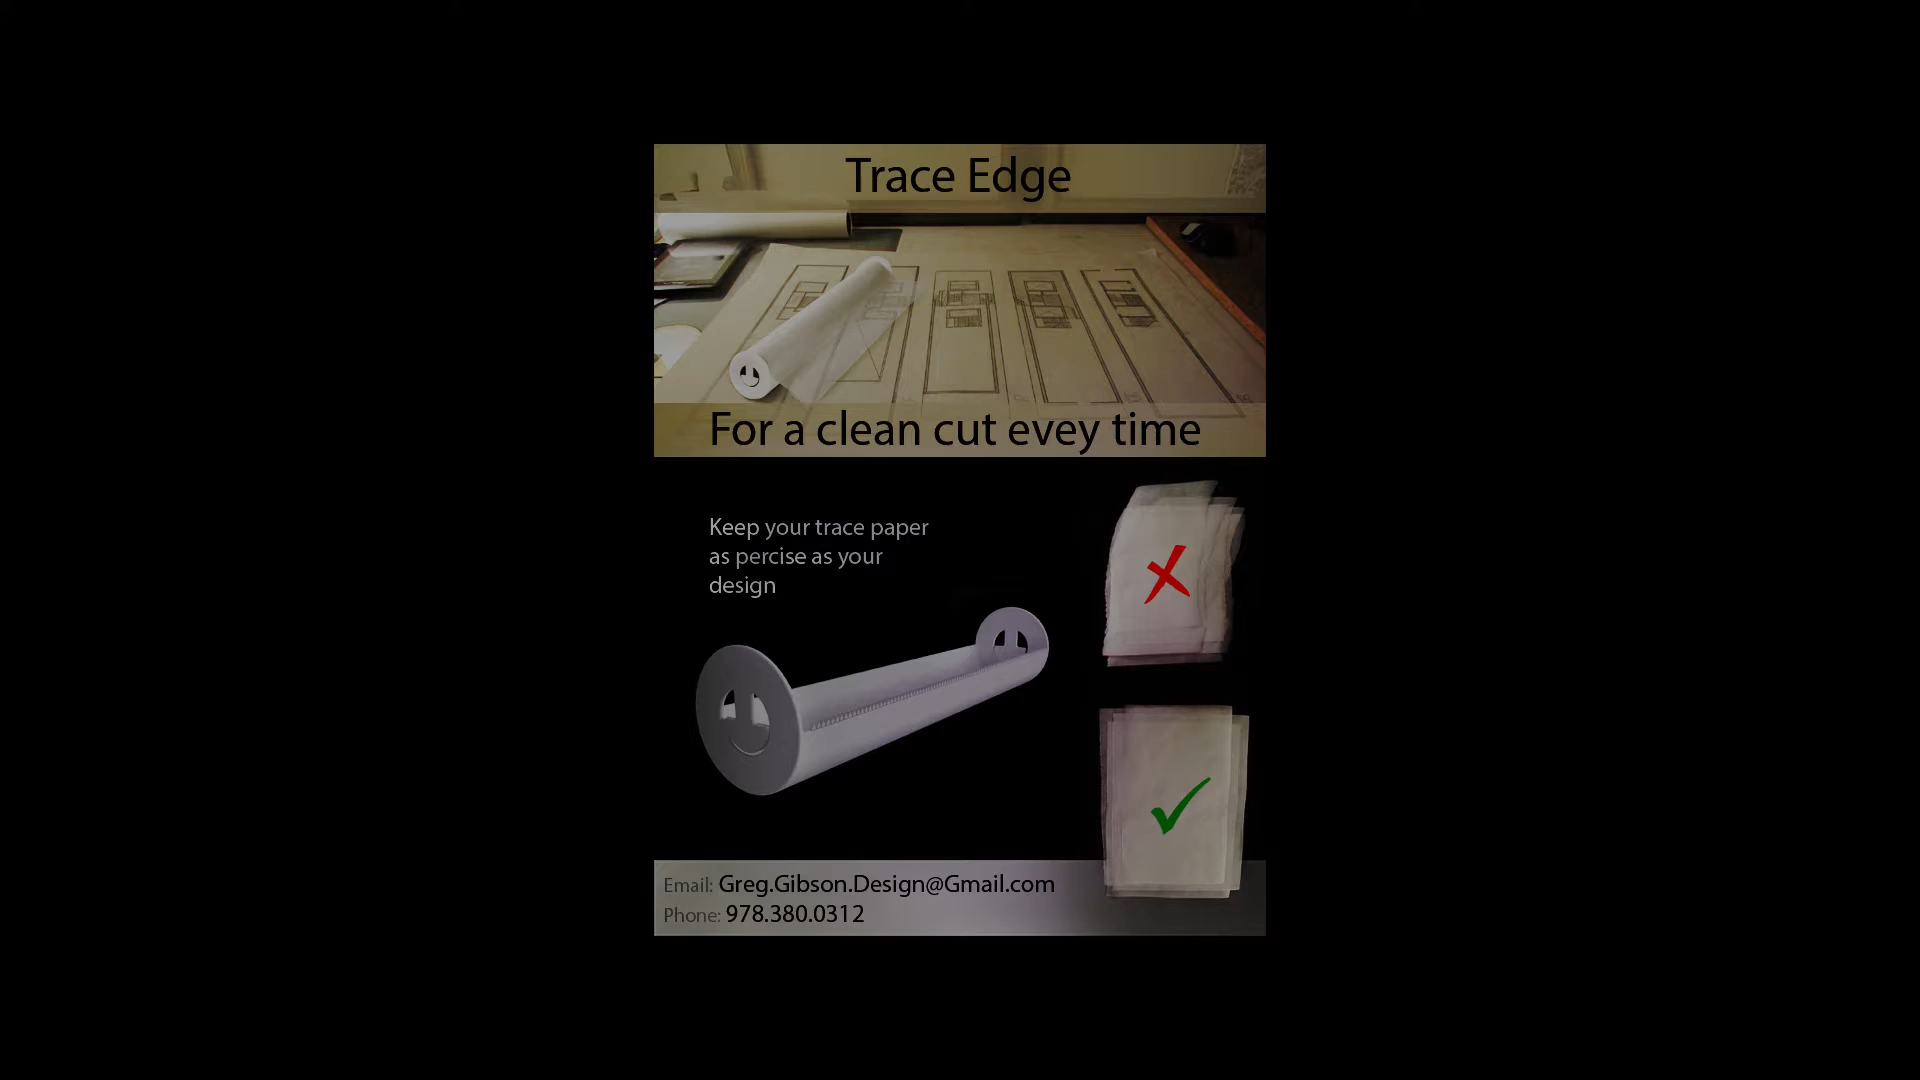 Trace Edge
For a clean cut evey time
Keep your trace paper
as percise as your
design
Email: Greg.Gibson.Design@Gmail.com
Phone: 978.380.0312